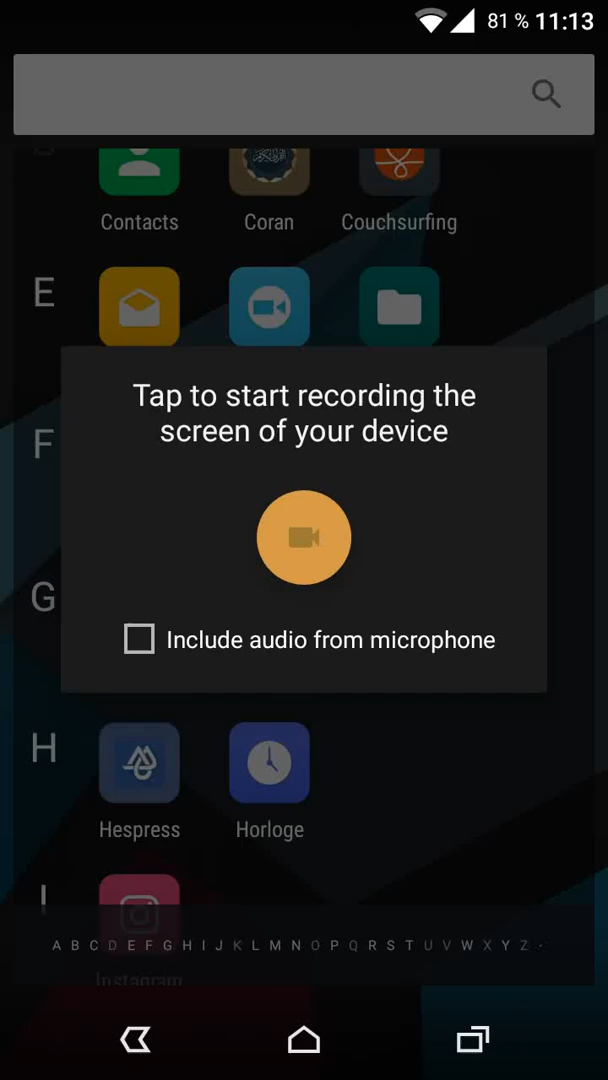 81 % 11:13
Contacts Coran Couchsurfing
E
Tap to start recording the
screen of your device
F
G
Include audio from microphone
H
Hespress Horloge
I
A B C D E F G H I J K L M N O P Q R S T U V W X Y Z ·
Instagram